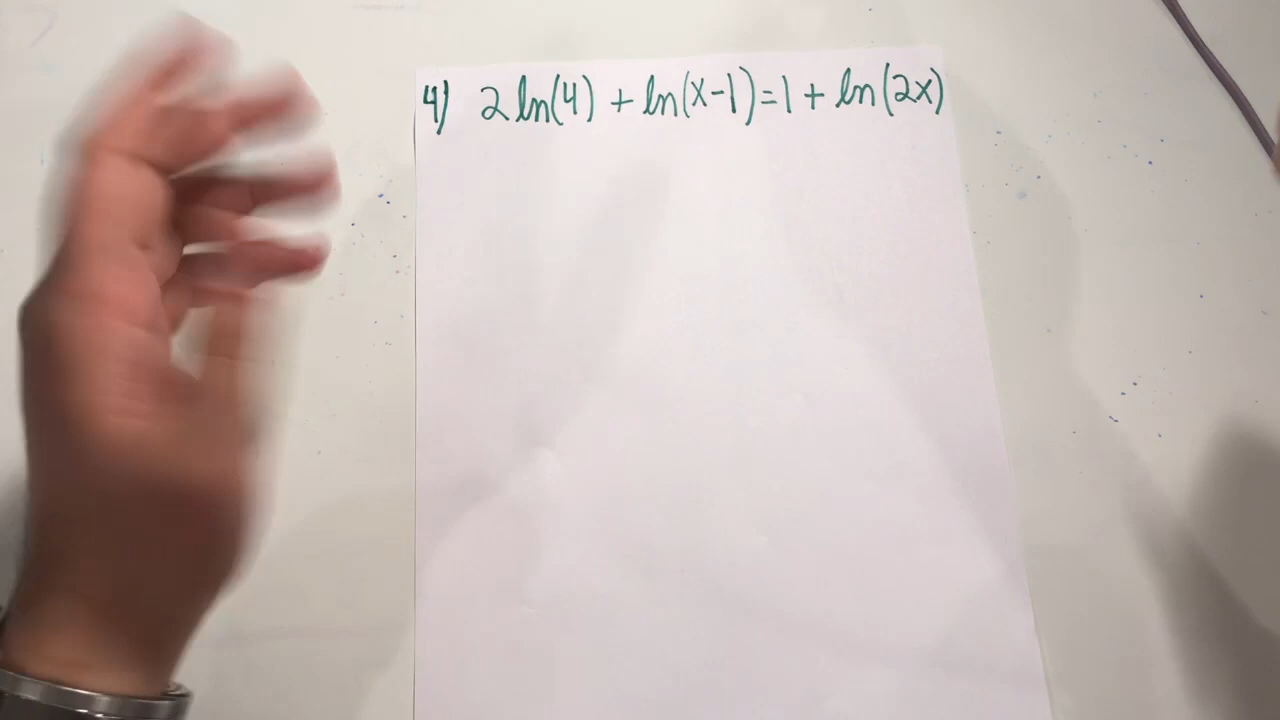 4) 2 ln(4) + ln(x-1) = 1 + ln(2x)